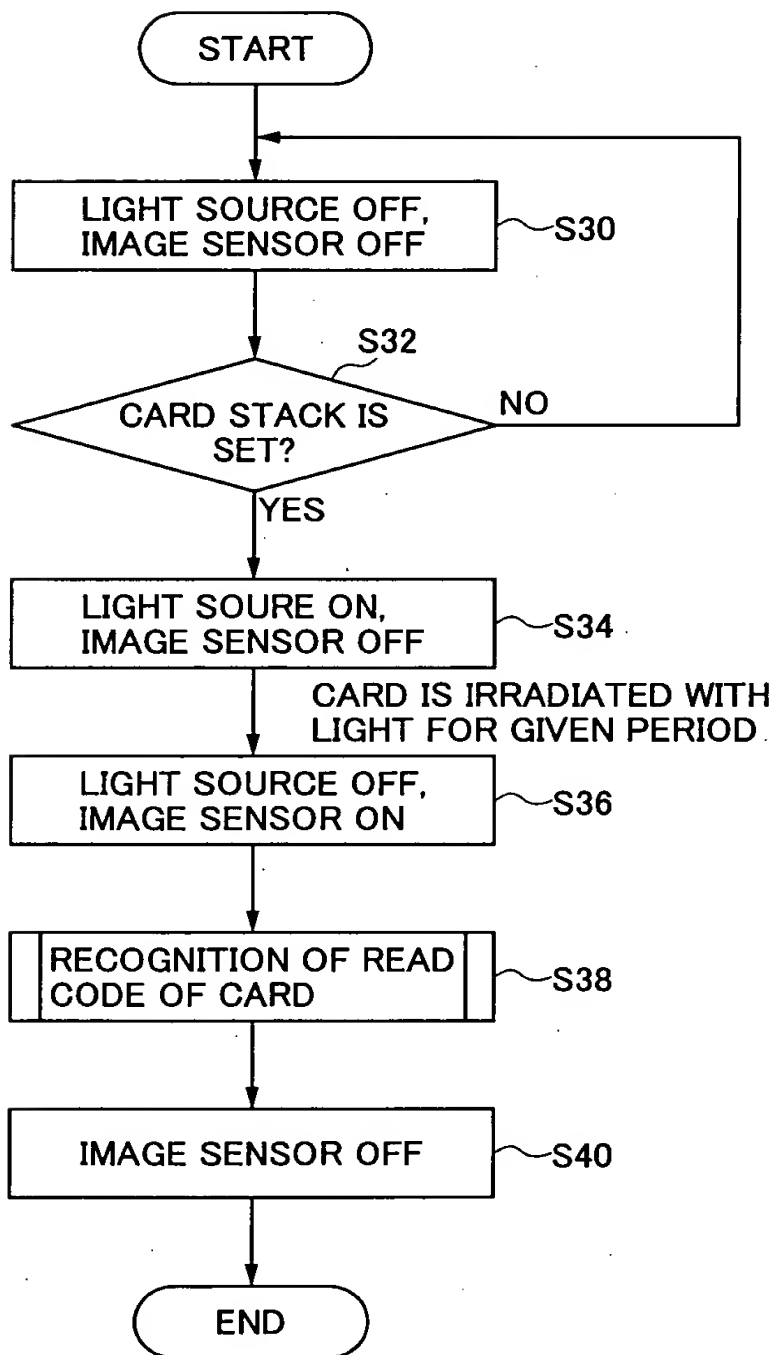 START
LIGHT SOURCE OFF,
IMAGE SENSOR OFF
S30
S32
CARD STACK IS
SET?
NO
YES
LIGHT SOURE ON,
IMAGE SENSOR OFF
S34
CARD IS IRRADIATED WITH
LIGHT FOR GIVEN PERIOD
LIGHT SOURCE OFF,
IMAGE SENSOR ON
S36
RECOGNITION OF READ
CODE OF CARD
S38
IMAGE SENSOR OFF
S40
END